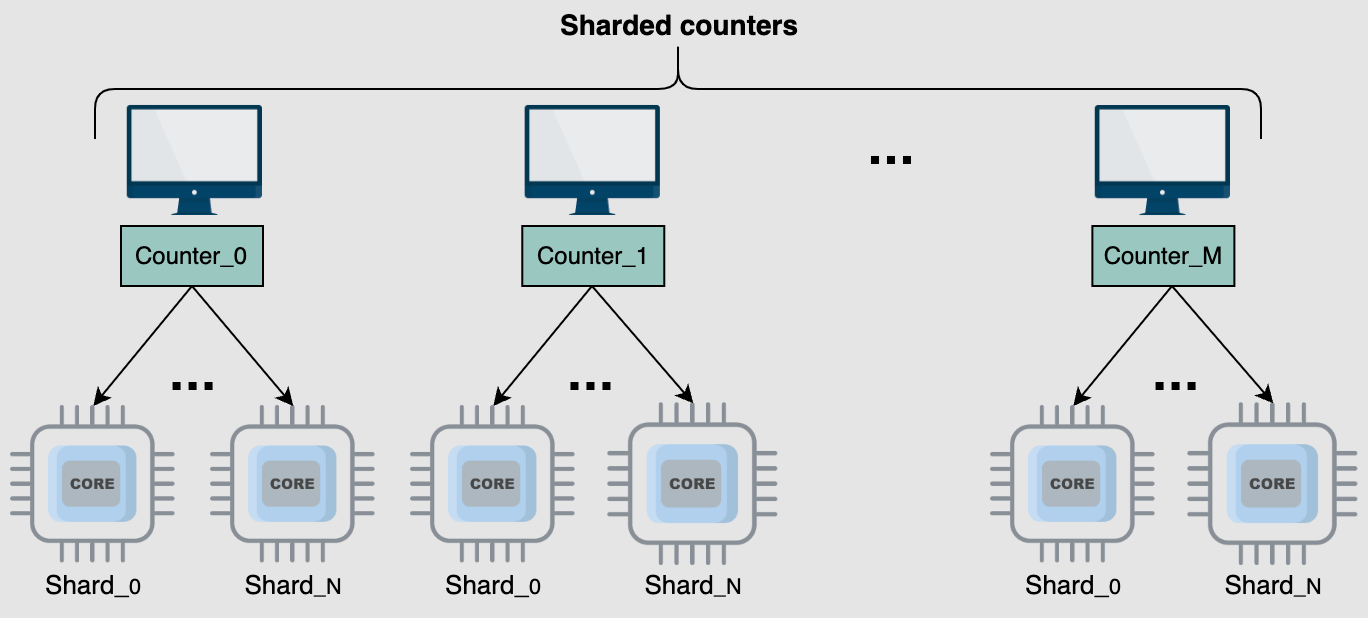 Sharded counters
...
Counter_0
Counter_1
Counter_M
...
...
...
CORE
CORE
CORE
CORE
CORE
CORE
Shard_0
Shard_N
Shard_0
Shard_N
Shard_0
Shard_N